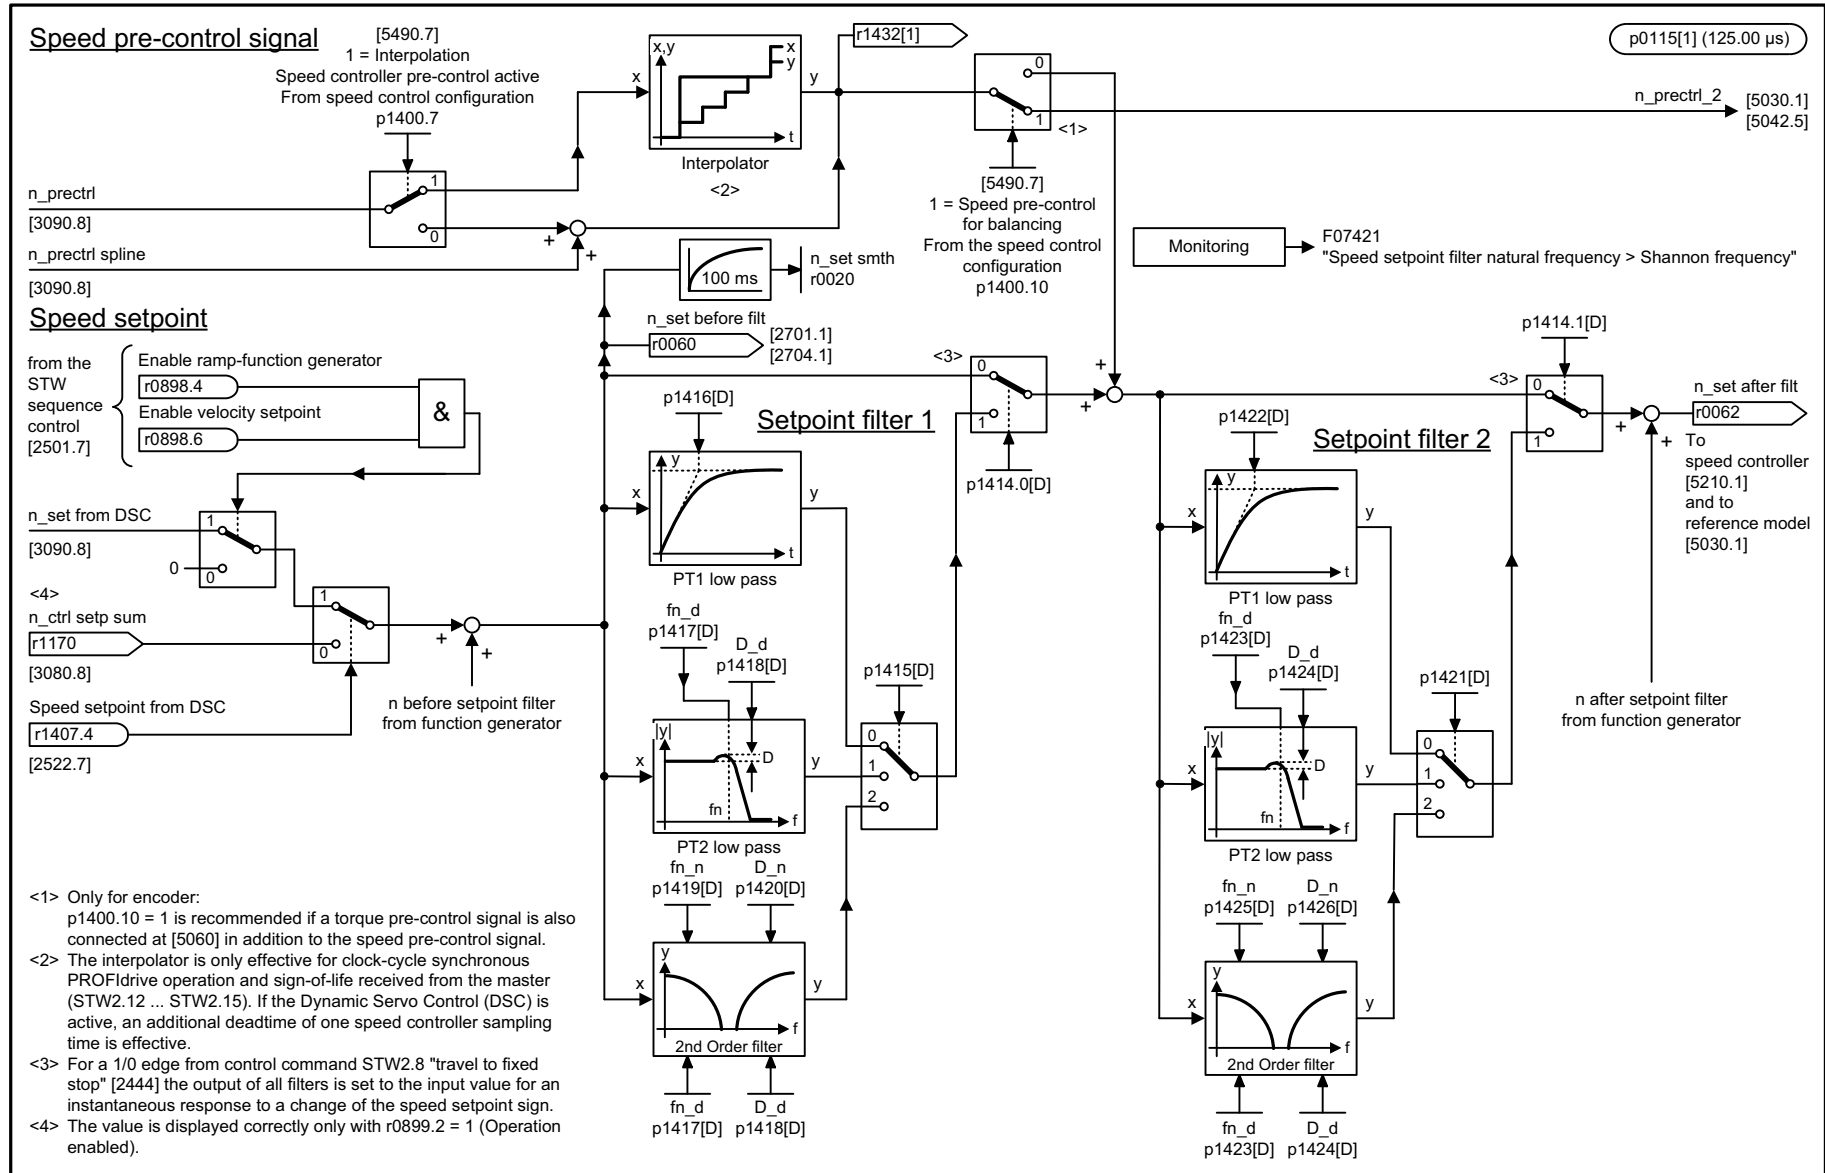 Speed pre-control signal
[5490.7]
1 = Interpolation
Speed controller pre-control active
From speed control configuration
p1400.7
1
0
n_prectrl
[3090.8]
n_prectrl spline
[3090.8]
+
+
x,y
x
y
t
x
y
Interpolator
<2>
r1432[1]
0
1
<1>
[5490.7]
1 = Speed pre-control
for balancing
From the speed control
configuration
p1400.10
p0115[1] (125.00 µs)
n_prectrl_2
[5030.1]
[5042.5]
Monitoring
F07421
"Speed setpoint filter natural frequency > Shannon frequency"
100 ms
n_set smth
r0020
n_set before filt
r0060
[2701.1]
[2704.1]
Speed setpoint
from the
STW
sequence
control
[2501.7]
Enable ramp-function generator
r0898.4
Enable velocity setpoint
r0898.6
&
n_set from DSC
[3090.8]
1
0
0
<4>
n_ctrl setp sum
r1170
[3080.8]
1
0
Speed setpoint from DSC
r1407.4
[2522.7]
+
+
n before setpoint filter
from function generator
Setpoint filter 1
p1416[D]
x
y
t
y
PT1 low pass
fn_d
p1417[D]
D_d
p1418[D]
x
|y|
D
fn
f
y
PT2 low pass
fn_n
p1419[D]
D_n
p1420[D]
x
y
f
y
2nd Order filter
fn_d
p1417[D]
D_d
p1418[D]
p1415[D]
0
1
2
<3>
0
1
p1414.0[D]
+
+
Setpoint filter 2
p1422[D]
x
y
t
y
PT1 low pass
fn_d
p1423[D]
D_d
p1424[D]
x
|y|
D
fn
f
y
PT2 low pass
fn_n
p1425[D]
D_n
p1426[D]
x
y
f
y
2nd Order filter
fn_d
p1423[D]
D_d
p1424[D]
p1421[D]
0
1
2
p1414.1[D]
<3>
0
1
+
+
n_set after filt
r0062
To
speed controller
[5210.1]
and to
reference model
[5030.1]
n after setpoint filter
from function generator
<1> Only for encoder:
p1400.10 = 1 is recommended if a torque pre-control signal is also
connected at [5060] in addition to the speed pre-control signal.
<2> The interpolator is only effective for clock-cycle synchronous
PROFIdrive operation and sign-of-life received from the master
(STW2.12 ... STW2.15). If the Dynamic Servo Control (DSC) is
active, an additional deadtime of one speed controller sampling
time is effective.
<3> For a 1/0 edge from control command STW2.8 "travel to fixed
stop" [2444] the output of all filters is set to the input value for an
instantaneous response to a change of the speed setpoint sign.
<4> The value is displayed correctly only with r0899.2 = 1 (Operation
enabled).